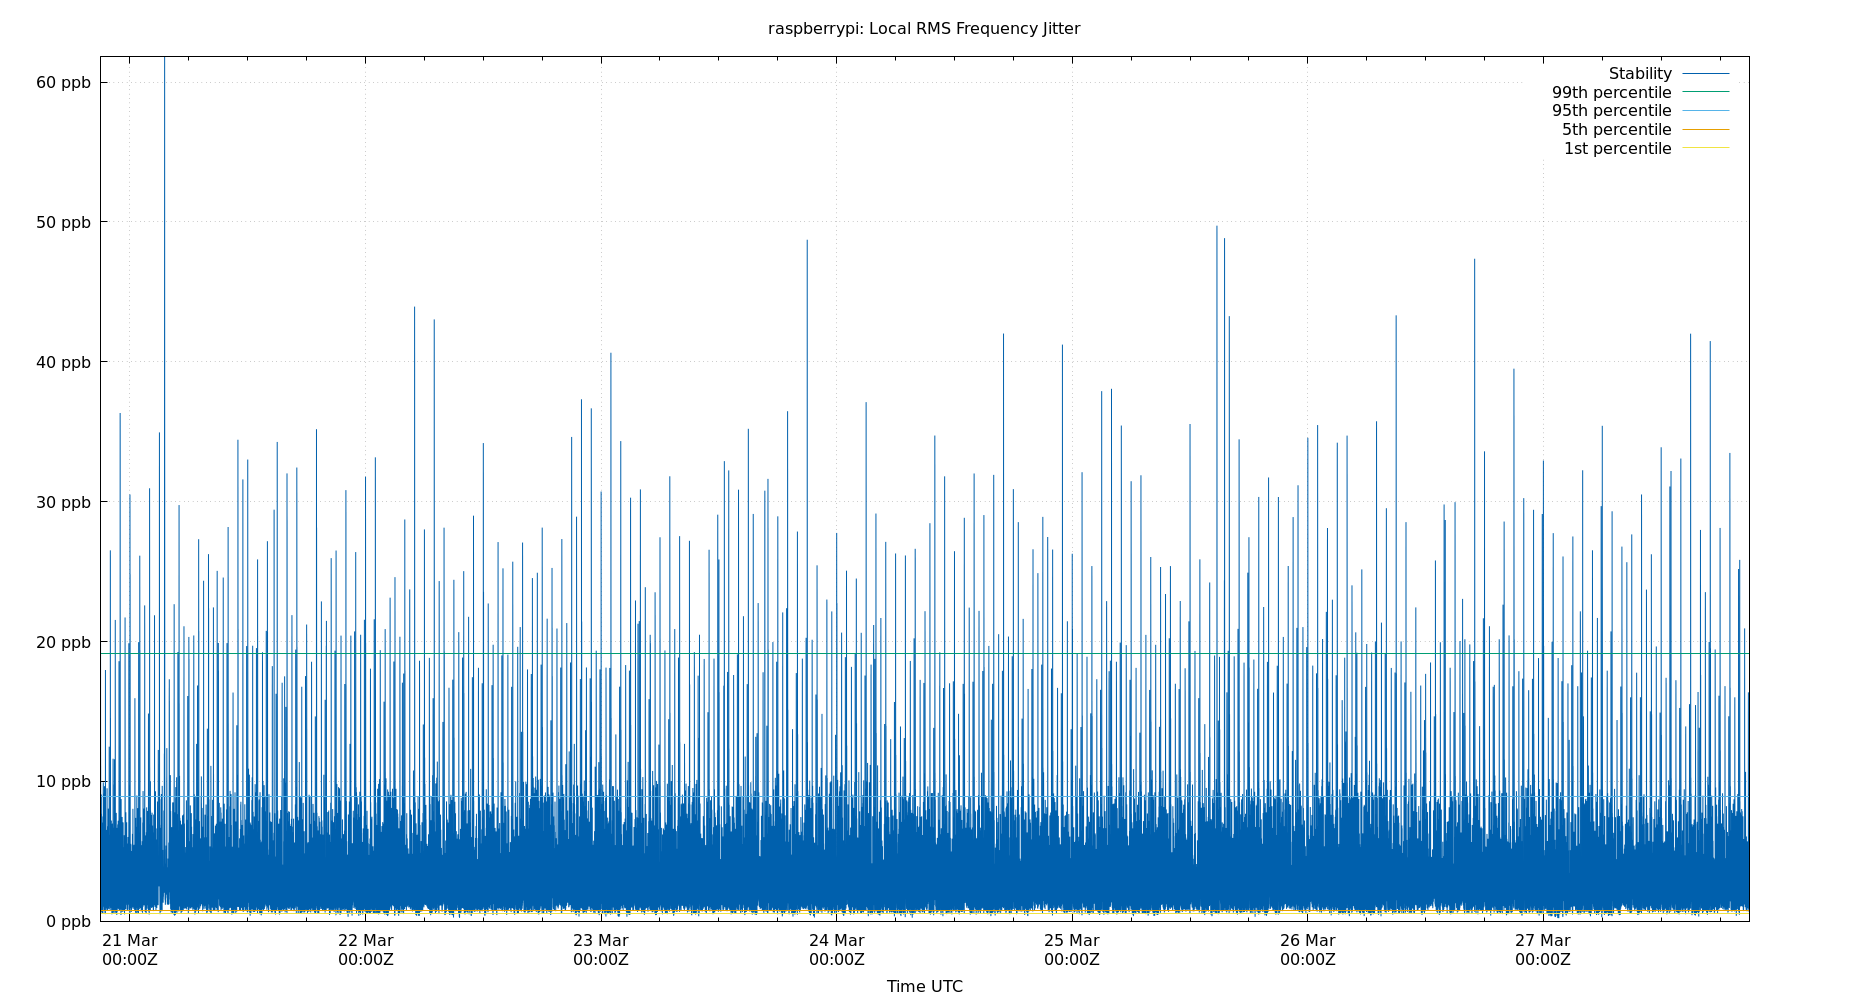 raspberrypi: Local RMS Frequency Jitter
Stability
99th percentile
95th percentile
5th percentile
1st percentile
60 ppb
50 ppb
40 ppb
30 ppb
20 ppb
10 ppb
0 ppb
21 Mar 22 Mar 23 Mar 24 Mar 25 Mar 26 Mar 27 Mar
00:00Z 00:00Z 00:00Z 00:00Z 00:00Z 00:00Z 00:00Z
Time UTC